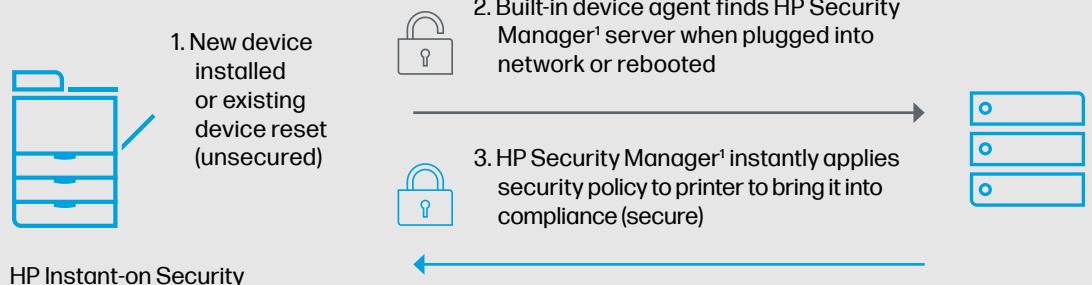 1. New device
installed
or existing
device reset
(unsecured)
2. Built-in device agent finds HP Security
Manager¹ server when plugged into
network or rebooted
3. HP Security Manager¹ instantly applies
security policy to printer to bring it into
compliance (secure)
HP Instant-on Security